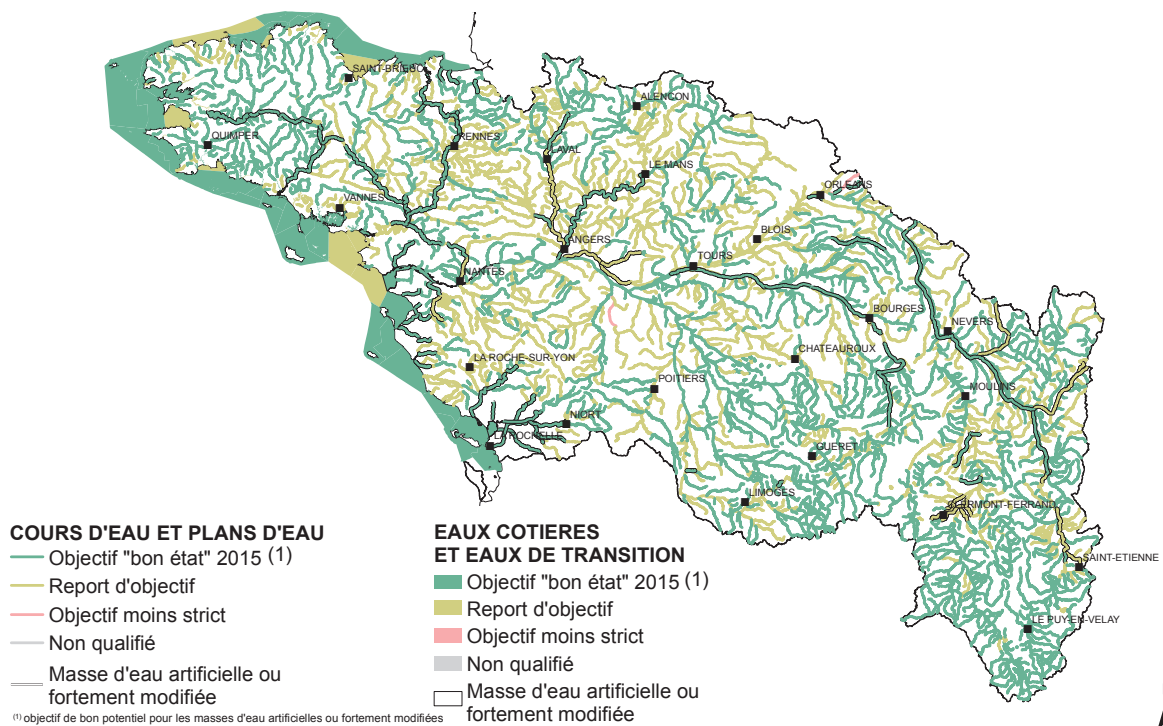 SAINT-BRIEUC
ALENCON
QUIMPER
RENNES
LAVAL
LE MANS
ORLEANS
VANNES
BLOIS
ANGERS
TOURS
NANTES
BOURGES
NEVERS
CHATEAUROUX
LA ROCHE-SUR-YON
POITIERS
MOULINS
NIORT
LA ROCHELLE
GUERET
LIMOGES
CLERMONT-FERRAND
SAINT-ETIENNE
LE PUY-EN-VELAY
COURS D'EAU ET PLANS D'EAU
Objectif "bon état" 2015 (1)
Report d'objectif
Objectif moins strict
Non qualifié
Masse d'eau artificielle ou
fortement modifiée
(1) objectif de bon potentiel pour les masses d'eau artificielles ou fortement modifiées
EAUX COTIERES
ET EAUX DE TRANSITION
Objectif "bon état" 2015 (1)
Report d'objectif
Objectif moins strict
Non qualifié
Masse d'eau artificielle ou
fortement modifiée